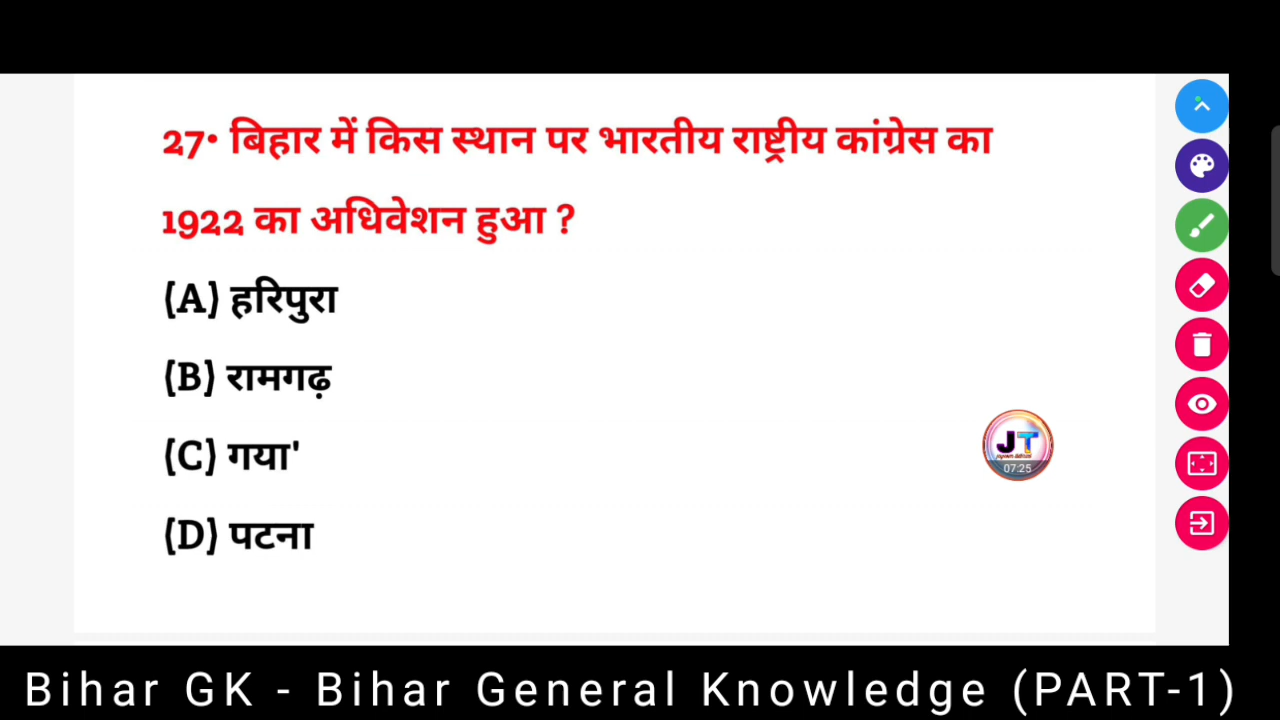 27• बिहार में किस स्थान पर भारतीय राष्ट्रीय कांग्रेस का
1922 का अधिवेशन हुआ ?
(A) हरिपुरा
(B) रामगढ़
(C) गया'
(D) पटना
JT
07:25
Bihar GK - Bihar General Knowledge (PART-1)